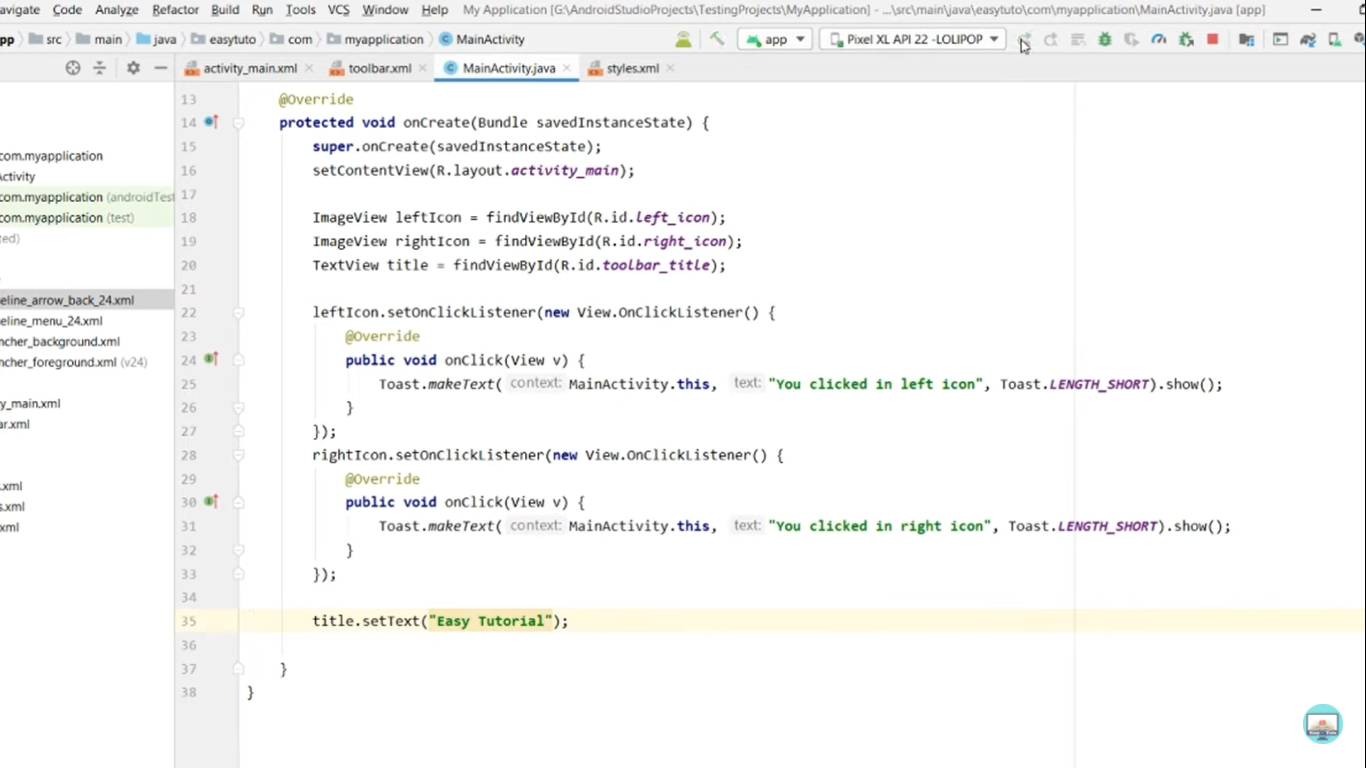 avigate Code Analyze Refactor Build Run Tools VCS Window Help My Application [G:\AndroidStudioProjects\TestingProjects\MyApplication] - ...\src\main\java\easytuto\com\myapplication\MainActivity.java [app]
pp src main java easytuto com myapplication MainActivity app Pixel XL API 22 -LOLIPOP
activity_main.xml toolbar.xml MainActivity.java styles.xml
com.myapplication
Activity
com.myapplication (androidTest
com.myapplication (test)
ted)
eline_arrow_back_24.xml
eline_menu_24.xml
ncher_background.xml
ncher_foreground.xml (v24)
y_main.xml
ar.xml
s.xml
s.xml
xml
13 @Override
14 protected void onCreate(Bundle savedInstanceState) {
15 super.onCreate(savedInstanceState);
16 setContentView(R.layout.activity_main);
17
18 ImageView leftIcon = findViewById(R.id.left_icon);
19 ImageView rightIcon = findViewById(R.id.right_icon);
20 TextView title = findViewById(R.id.toolbar_title);
21
22 leftIcon.setOnClickListener(new View.OnClickListener() {
23 @Override
24 public void onClick(View v) {
25 Toast.makeText( context: MainActivity.this, text: "You clicked in left icon", Toast.LENGTH_SHORT).show();
26 }
27 });
28 rightIcon.setOnClickListener(new View.OnClickListener() {
29 @Override
30 public void onClick(View v) {
31 Toast.makeText( context: MainActivity.this, text: "You clicked in right icon", Toast.LENGTH_SHORT).show();
32 }
33 });
34
35 title.setText("Easy Tutorial");
36
37 }
38 }